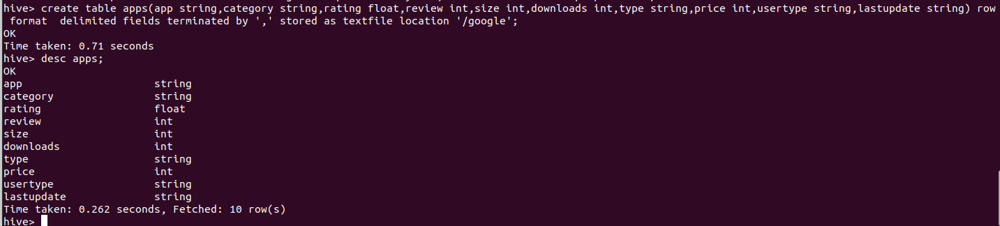 hive> create table apps(app string,category string,rating float,review int,size int,downloads int,type string,price int,usertype string,lastupdate string) row
 format  delimited fields terminated by ',' stored as textfile location '/google';
OK
Time taken: 0.71 seconds
hive> desc apps;
OK
app                     string
category                string
rating                  float
review                  int
size                    int
downloads               int
type                    string
price                   int
usertype                string
lastupdate              string
Time taken: 0.262 seconds, Fetched: 10 row(s)
hive>